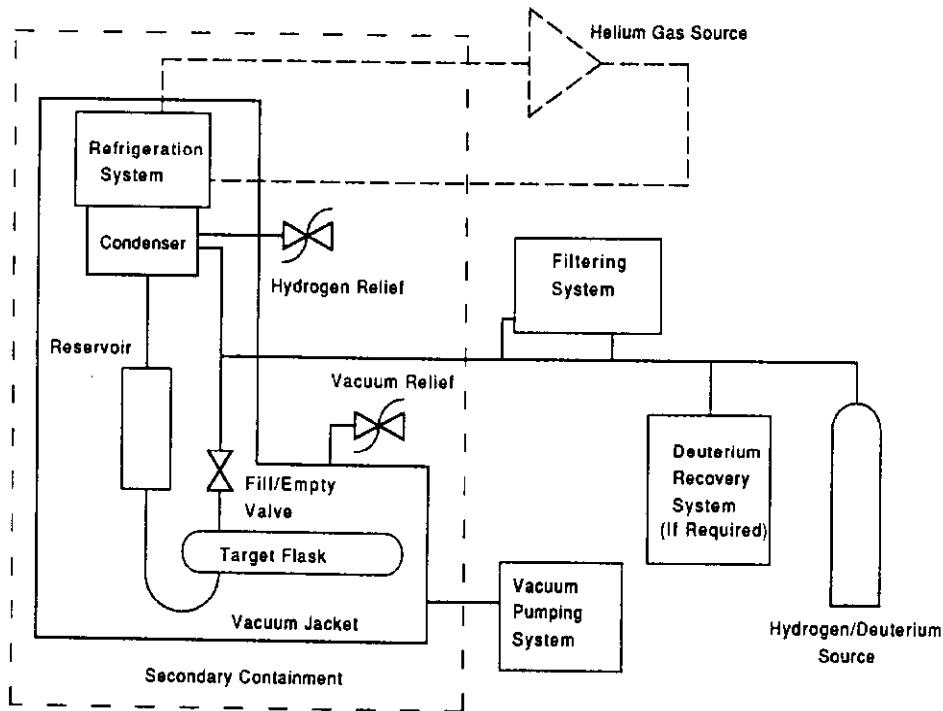 Helium Gas Source
Refrigeration
System
Condenser
Hydrogen Relief
Filtering
System
Reservoir
Vacuum Relief
Fill/Empty
Valve
Target Flask
Vacuum Jacket
Secondary Containment
Vacuum
Pumping
System
Deuterium
Recovery
System
(If Required)
Hydrogen/Deuterium
Source